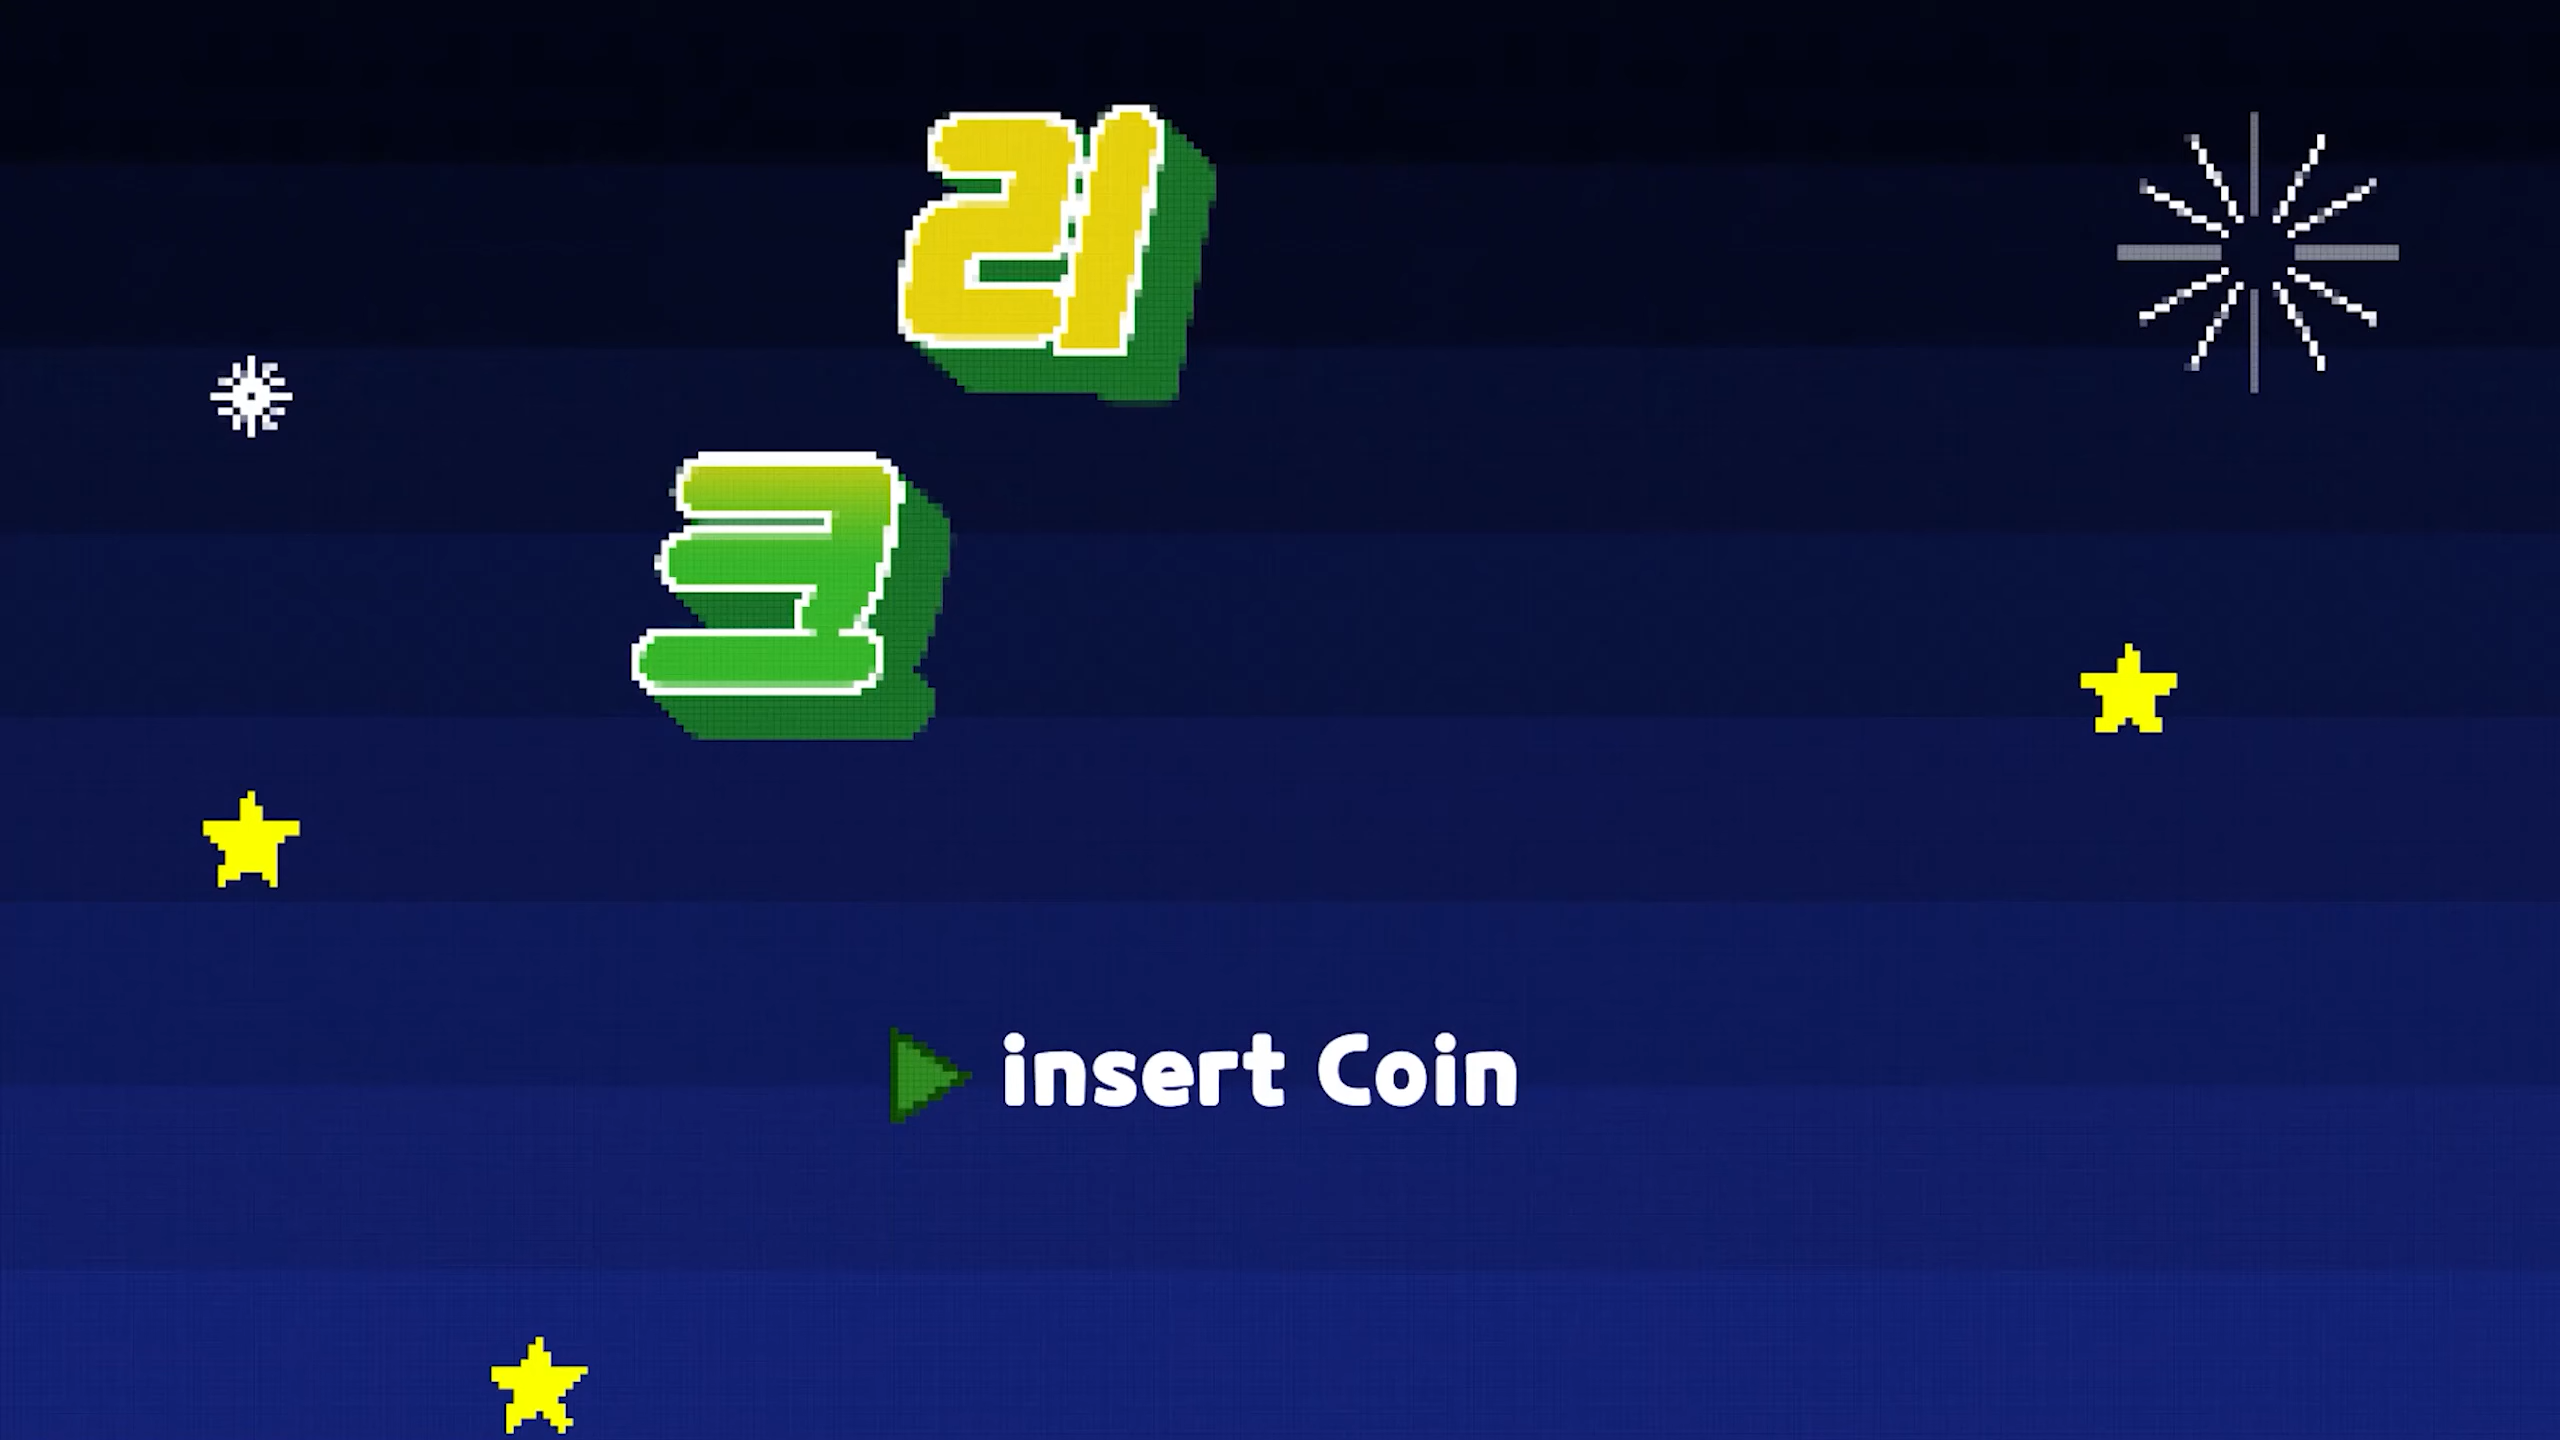 리
크
insert Coin